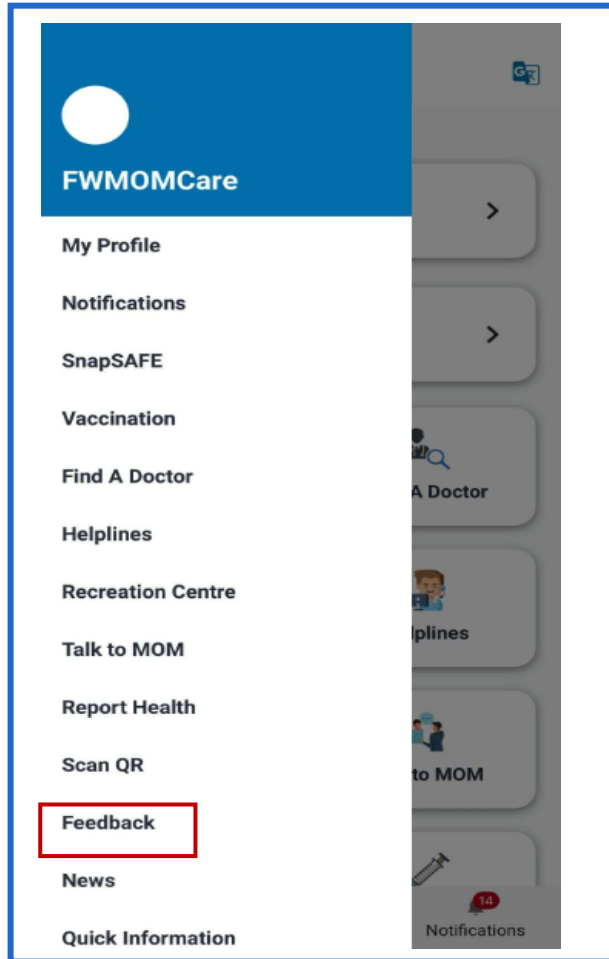 FWMOMCare
My Profile
Notifications
SnapSAFE
Vaccination
Find A Doctor
A Doctor
Helplines
Recreation Centre
lplines
Talk to MOM
Report Health
Scan QR
to MOM
Feedback
News
14
Quick Information
Notifications